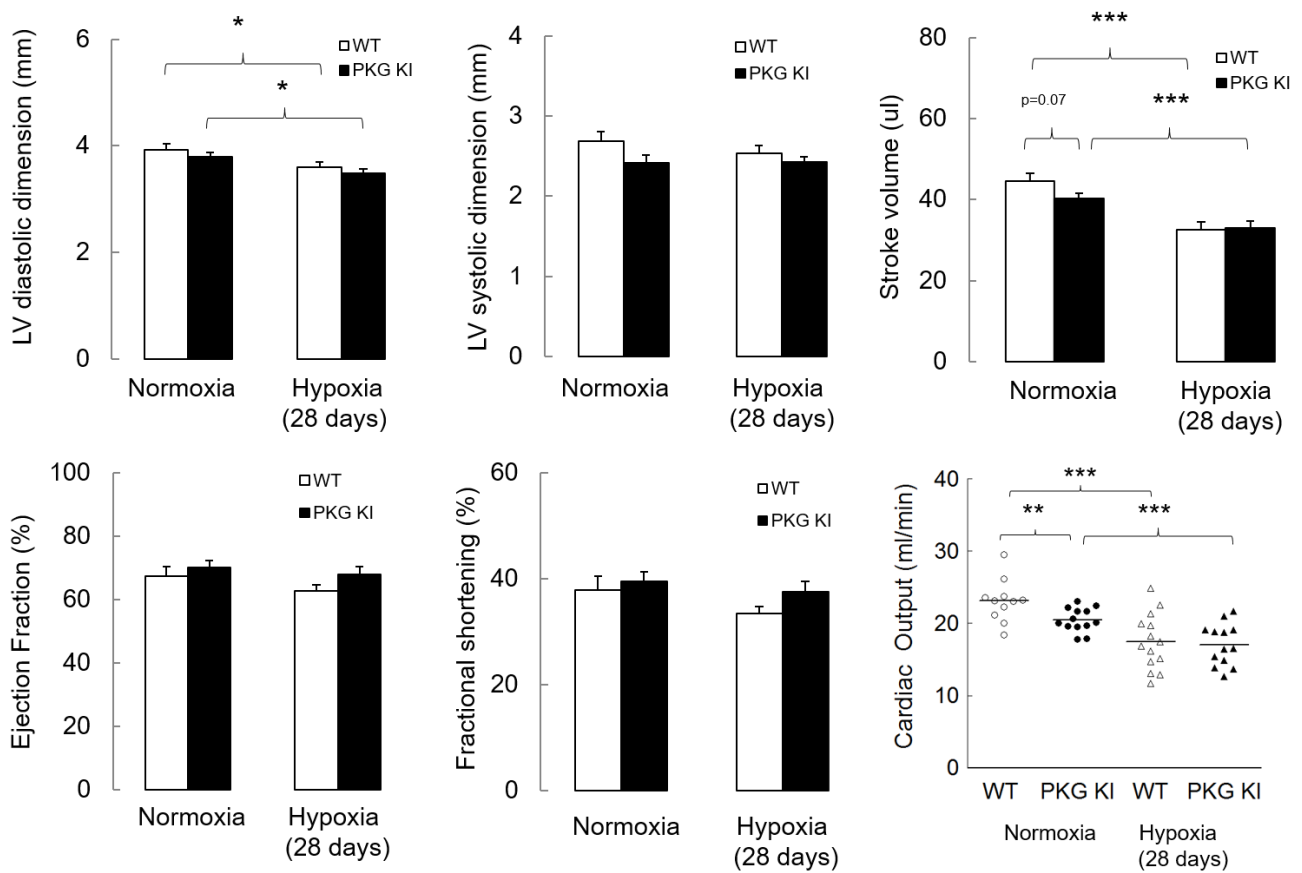 LV diastolic dimension (mm)
6
4
2
0
*
*
WT
PKG KI
Normoxia
Hypoxia
(28 days)
LV systolic dimension (mm)
4
3
2
1
0
WT
PKG KI
Normoxia
Hypoxia
(28 days)
Stroke volume (ul)
80
60
40
20
0
***
p=0.07
***
WT
PKG KI
Normoxia
Hypoxia
(28 days)
Ejection Fraction (%)
100
80
60
40
20
0
WT
PKG KI
Normoxia
Hypoxia
(28 days)
Fractional shortening (%)
60
40
20
0
WT
PKG KI
Normoxia
Hypoxia
(28 days)
Cardiac Output (ml/min)
40
30
20
10
0
***
**
***
WT PKG KI WT PKG KI
Normoxia Hypoxia
(28 days)